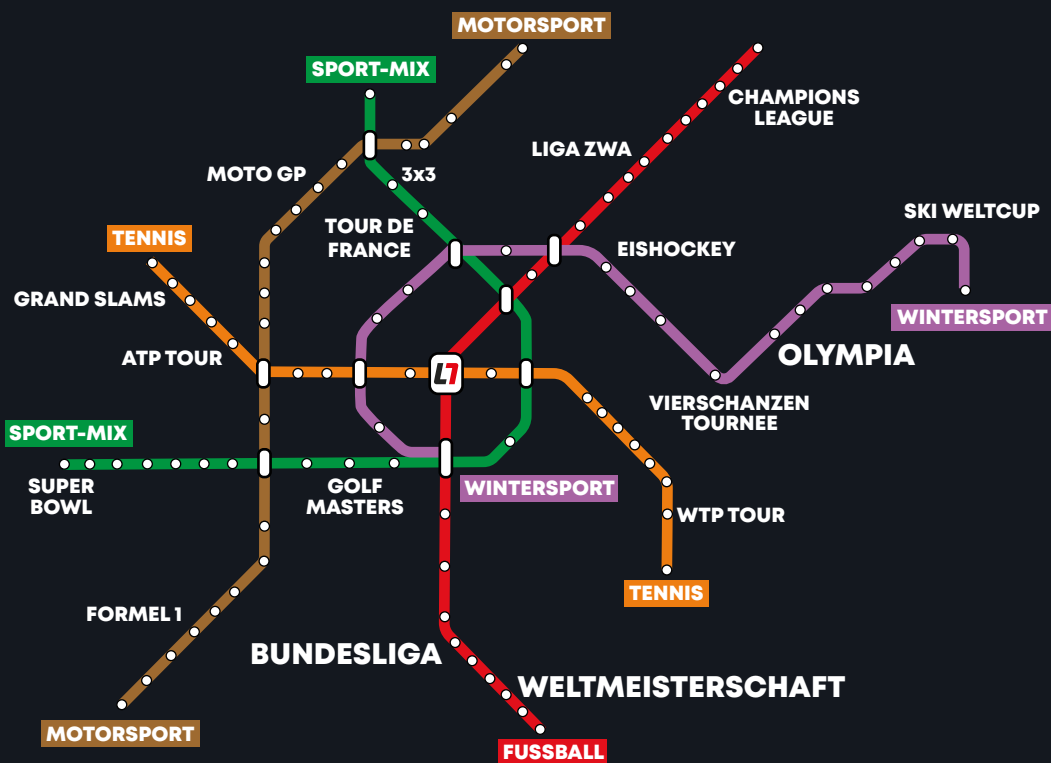 MOTORSPORT
SPORT-MIX
CHAMPIONS
LEAGUE
LIGA ZWA
MOTO GP
3x3
SKI WELTCUP
TOUR DE
FRANCE
TENNIS
EISHOCKEY
GRAND SLAMS
WINTERSPORT
ATP TOUR
OLYMPIA
L7
VIERSCHANZEN
TOURNEE
SPORT-MIX
SUPER
BOWL
GOLF
MASTERS
WINTERSPORT
WTP TOUR
TENNIS
FORMEL 1
BUNDESLIGA
WELTMEISTERSCHAFT
MOTORSPORT
FUSSBALL